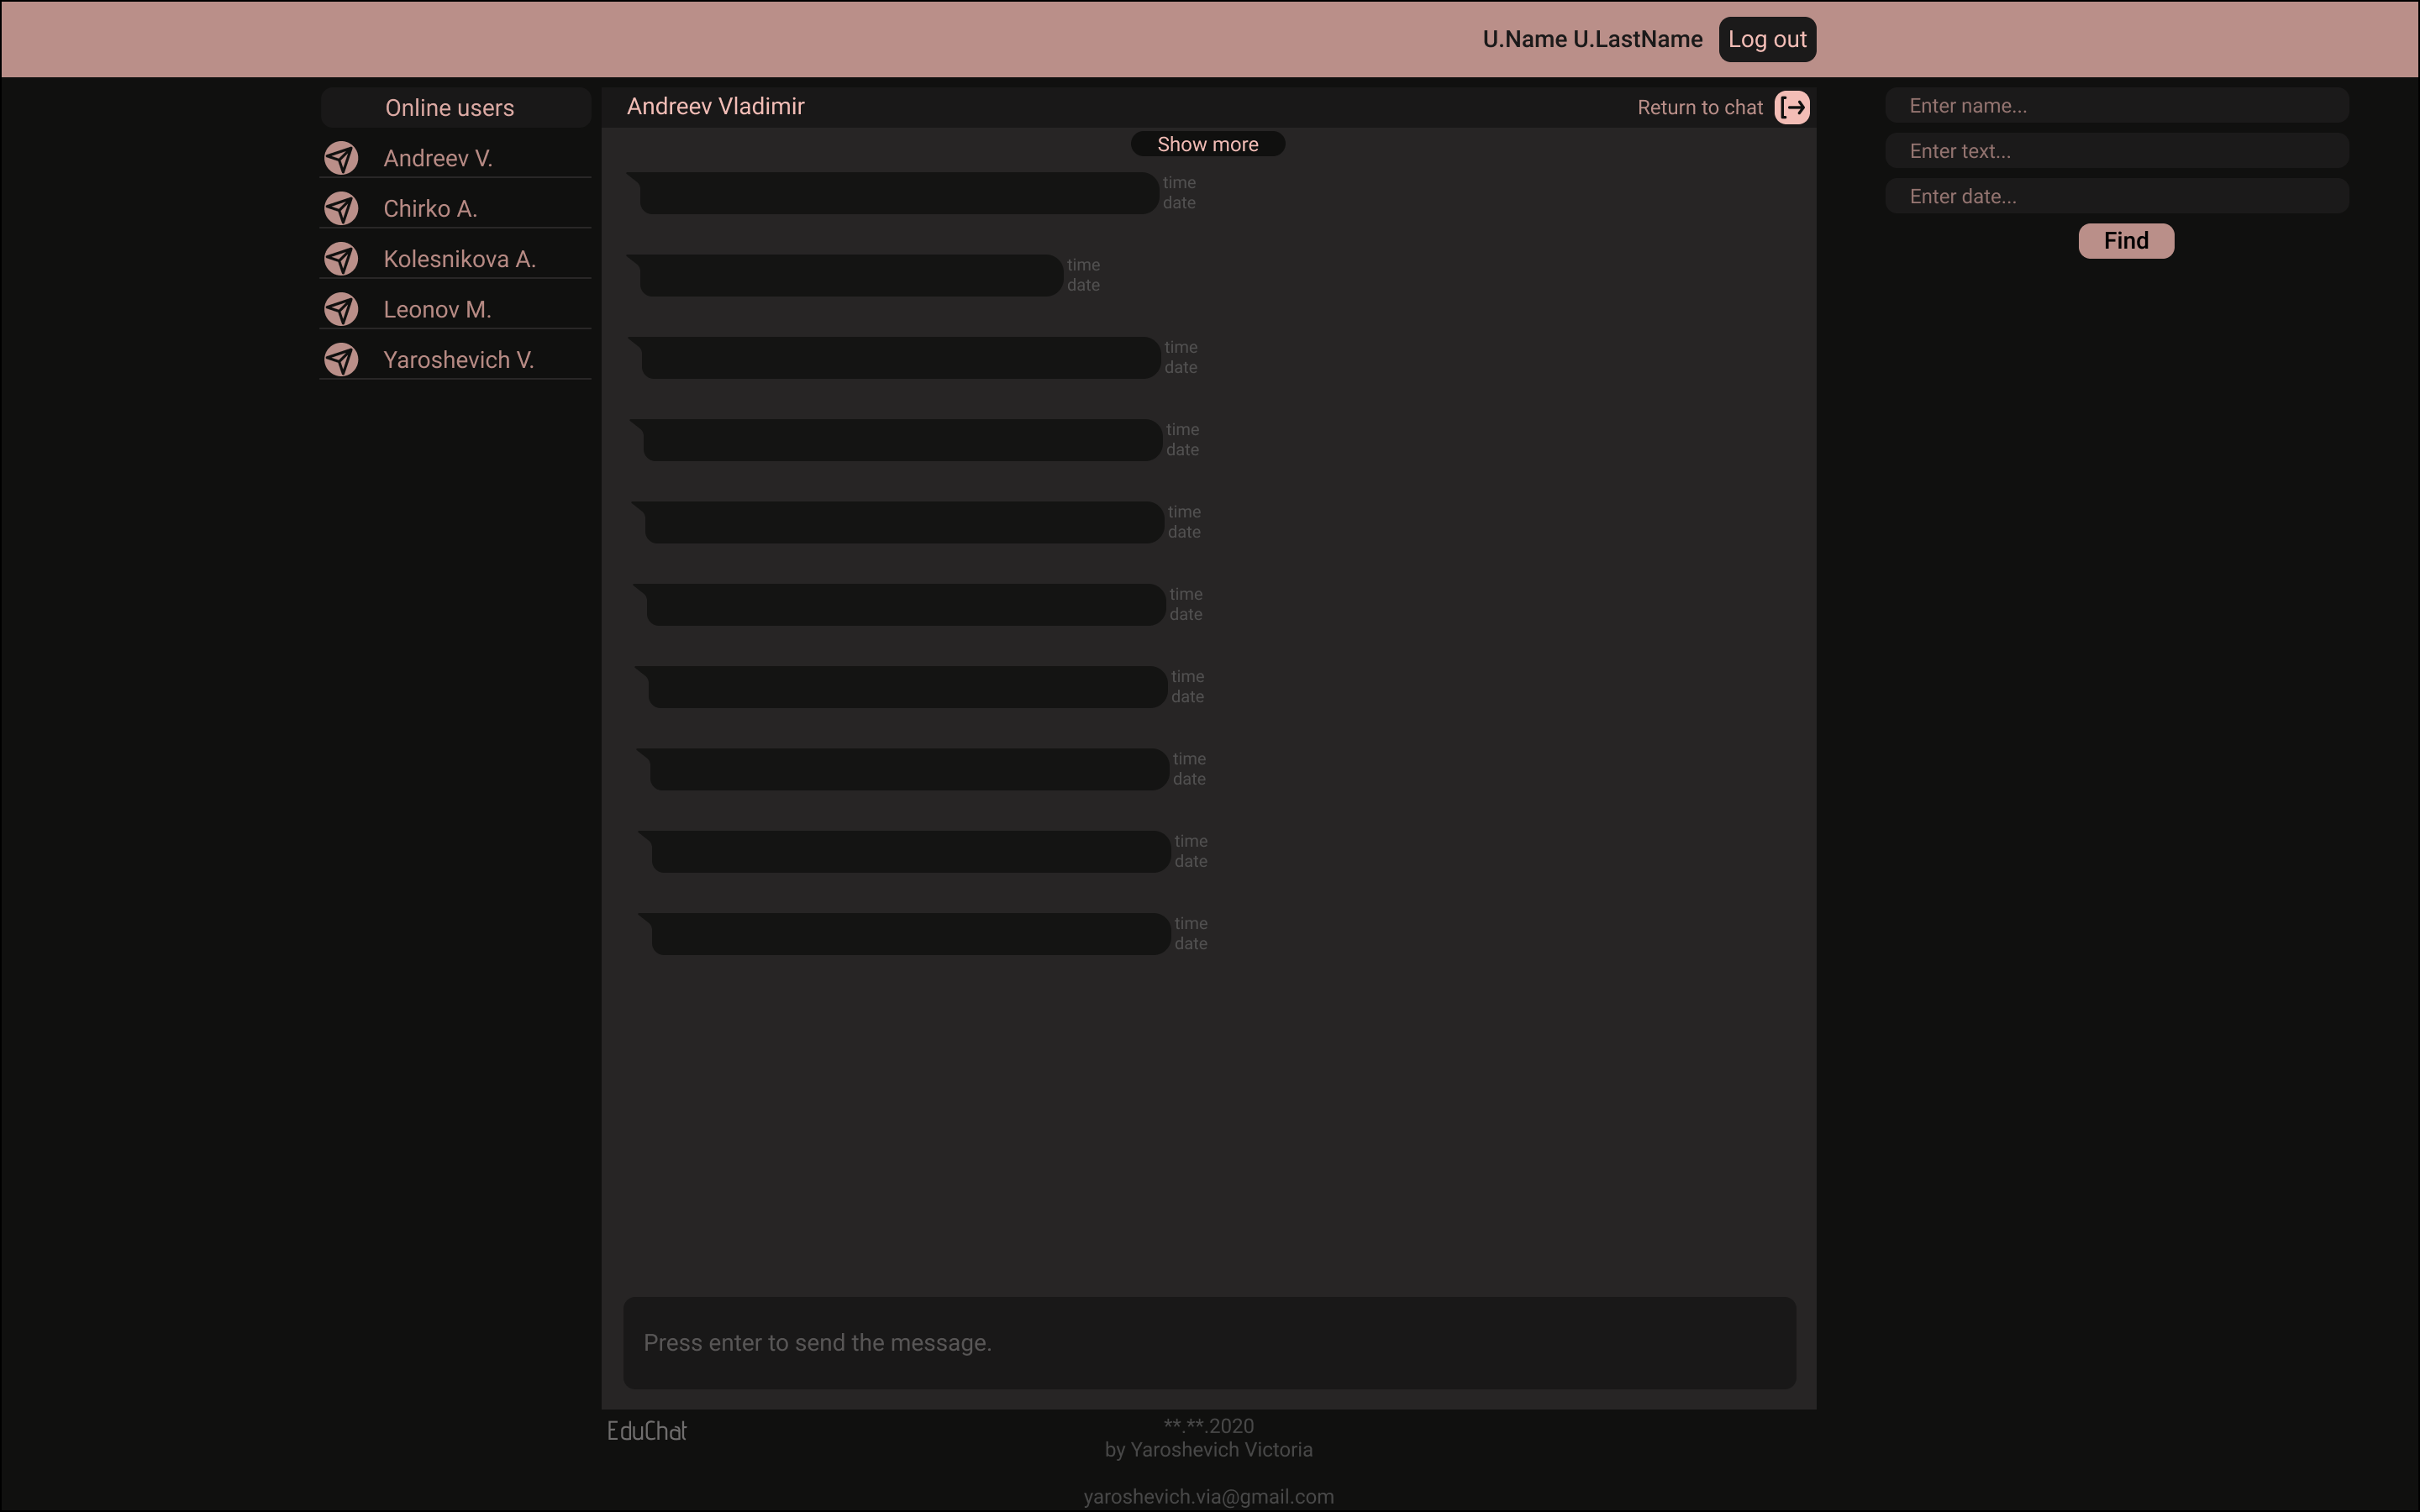 U.Name U.LastName
Log out
Online users
Andreev V.
Chirko A.
Kolesnikova A.
Leonov M.
Yaroshevich V.
Andreev Vladimir
Return to chat
Show more
time
date
time
date
time
date
time
date
time
date
time
date
time
date
time
date
time
date
time
date
Press enter to send the message.
Enter name...
Enter text...
Enter date...
Find
EduChat
**.**.2020
by Yaroshevich Victoria
yaroshevich.via@gmail.com